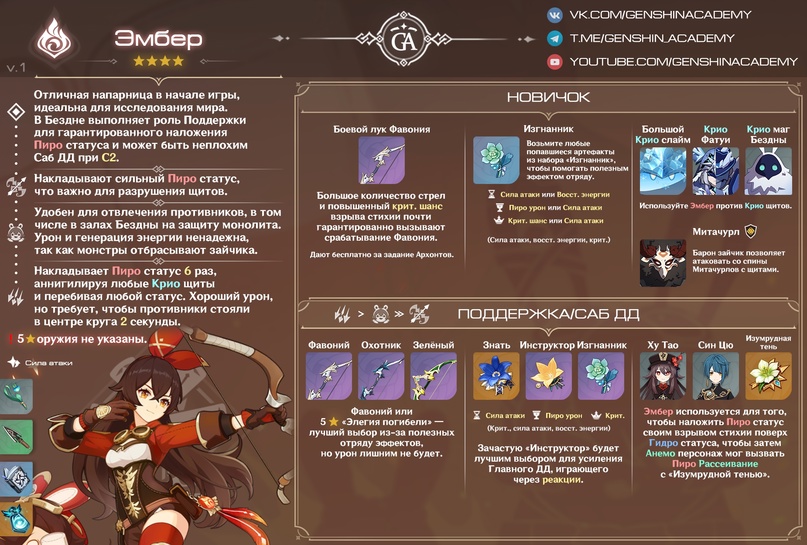 Эмбер
v.1
GA
VK.COM/GENSHINACADEMY
T.ME/GENSHIN_ACADEMY
YOUTUBE.COM/GENSHINACADEMY
Отличная напарница в начале игры,
идеальна для исследования мира.
В Бездне выполняет роль Поддержки
для гарантированного наложения
Пиро статуса и может быть неплохим
Саб ДД при С2.
Накладывают сильный Пиро статус,
что важно для разрушения щитов.
Удобен для отвлечения противников, в том
числе в залах Бездны на защиту монолита.
Урон и генерация энергии ненадежна,
так как монстры отбрасывают зайчика.
Накладывает Пиро статус 6 раз,
аннигилируя любые Крио щиты
и перебивая любой статус. Хороший урон,
но требует, чтобы противники стояли
в центре круга 2 секунды.
5 оружия не указаны.
Сила атаки
НОВИЧОК
Боевой лук Фавония
Большое количество стрел
и повышенный крит. шанс
взрыва стихии почти
гарантированно вызывают
срабатывание Фавония.
Дают бесплатно за задание Архонтов.
Изгнанник
Возьмите любые
попавшиеся артефакты
из набора «Изгнанник»,
чтобы помогать полезным
эффектом отряду.
Сила атаки или Восст. энергии
Пиро урон или Сила атаки
Крит. шанс или Сила атаки
(Сила атаки, восст. энергии, крит.)
Большой
Крио слайм
Крио
Фатуи
Крио маг
Бездны
Используйте Эмбер против Крио щитов.
Митачурл
Барон зайчик позволяет
атаковать со спины
Митачурлов с щитами.
> >>
ПОДДЕРЖКА/САБ ДД
Фавоний
Охотник
Зелёный
Фавоний или
5 «Элегия погибели» —
лучший выбор из-за полезных
отряду эффектов,
но урон лишним не будет.
Знать
Инструктор
Изгнанник
Сила атаки Пиро урон Крит.
(Крит., сила атаки, восст. энергии)
Зачастую «Инструктор» будет
лучшим выбором для усиления
Главного ДД, играющего
через реакции.
Ху Тао
Син Цю
Изумрудная
тень
Эмбер используется для того,
чтобы наложить Пиро статус
своим взрывом стихии поверх
Гидро статуса, чтобы затем
Анемо персонаж мог вызвать
Пиро Рассеивание
с «Изумрудной тенью».